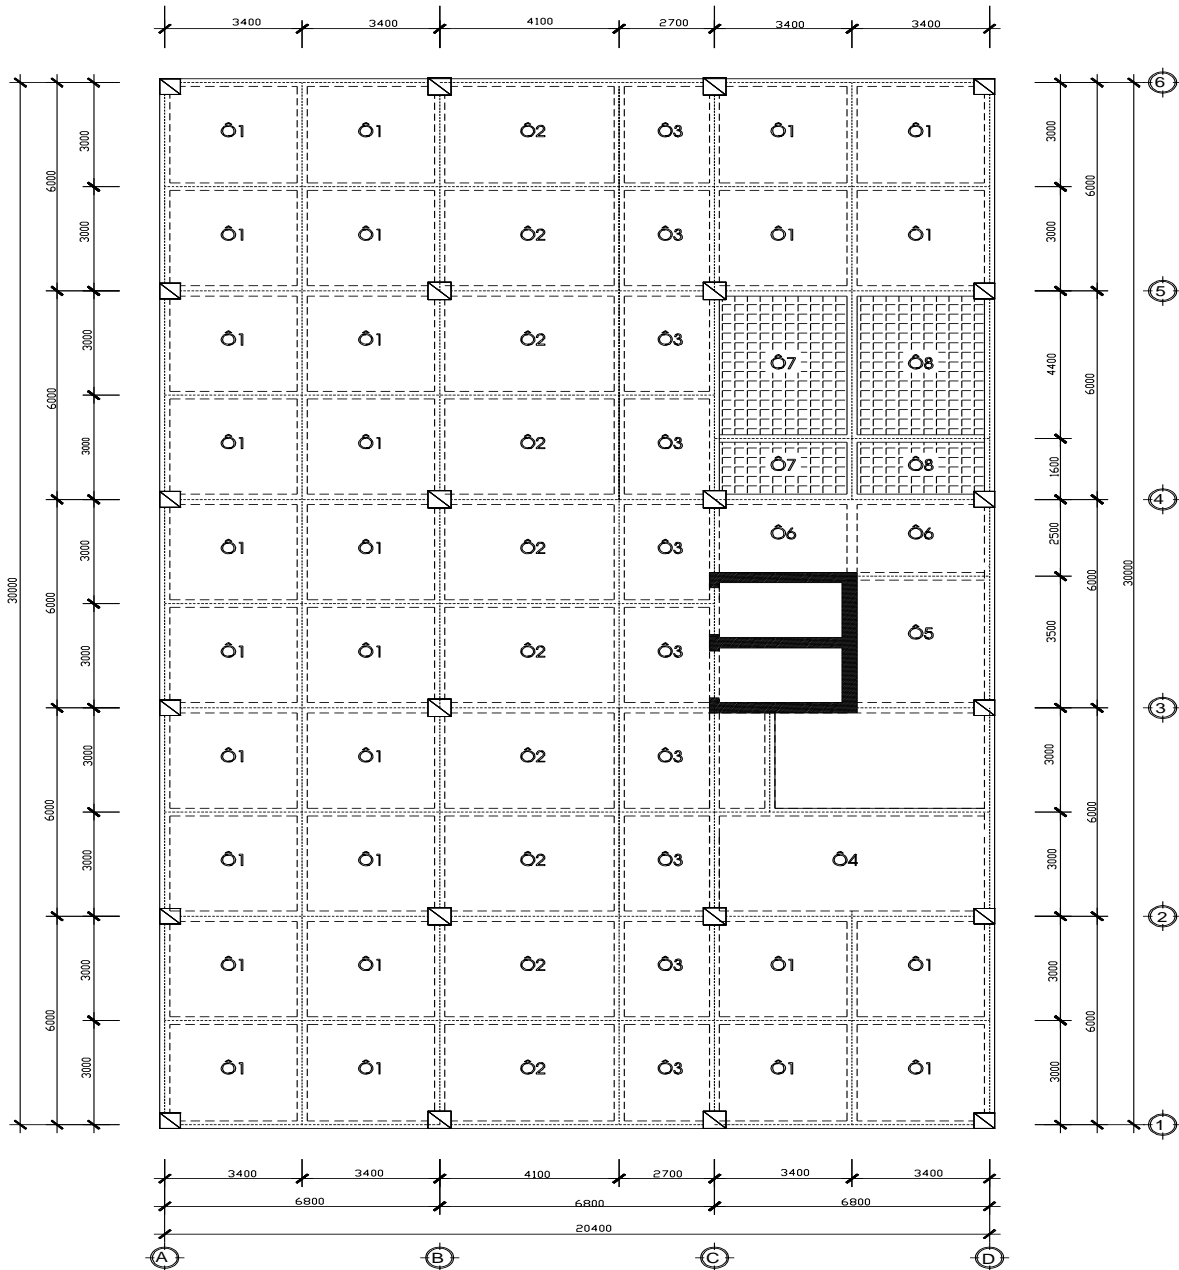 3400 3400 4100 2700 3400 3400
6
3000 Ô1 Ô1 Ô2 Ô3 Ô1 Ô1 3000
6000 6000
3000 Ô1 Ô1 Ô2 Ô3 Ô1 Ô1 3000
5
3000 Ô1 Ô1 Ô2 Ô3 Ô7 Ô8 4400
6000 6000
3000 Ô1 Ô1 Ô2 Ô3 Ô7 Ô8 1600
4
3000 Ô1 Ô1 Ô2 Ô3 Ô6 Ô6 2500
30000 6000 6000 30000
3000 Ô1 Ô1 Ô2 Ô3 Ô5 3500
3
3000 Ô1 Ô1 Ô2 Ô3 3000
6000 6000
3000 Ô1 Ô1 Ô2 Ô3 Ô4 3000
2
3000 Ô1 Ô1 Ô2 Ô3 Ô1 Ô1 3000
6000 6000
3000 Ô1 Ô1 Ô2 Ô3 Ô1 Ô1 3000
1
3400 3400 4100 2700 3400 3400
6800 6800 6800
20400
A B C D